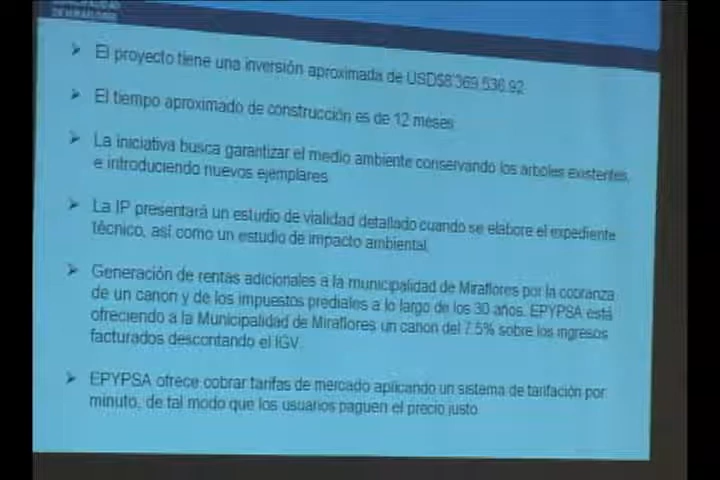 El proyecto tiene una inversión aproximada de USD$8'369,536.92
El tiempo aproximado de construcción es de 12 meses
La iniciativa busca garantizar el medio ambiente conservando los árboles existentes
e introduciendo nuevos ejemplares.
La IP presentará un estudio de vialidad detallado cuando se elabore el expediente
técnico, así como un estudio de impacto ambiental.
Generación de rentas adicionales a la municipalidad de Miraflores por la cobranza
de un canon y de los impuestos prediales a lo largo de los 30 años. EPYPSA está
ofreciendo a la Municipalidad de Miraflores un canon del 7.5% sobre los ingresos
facturados descontando el IGV.
EPYPSA ofrece cobrar tarifas de mercado aplicando un sistema de tarifación por
minuto, de tal modo que los usuarios paguen el precio justo.